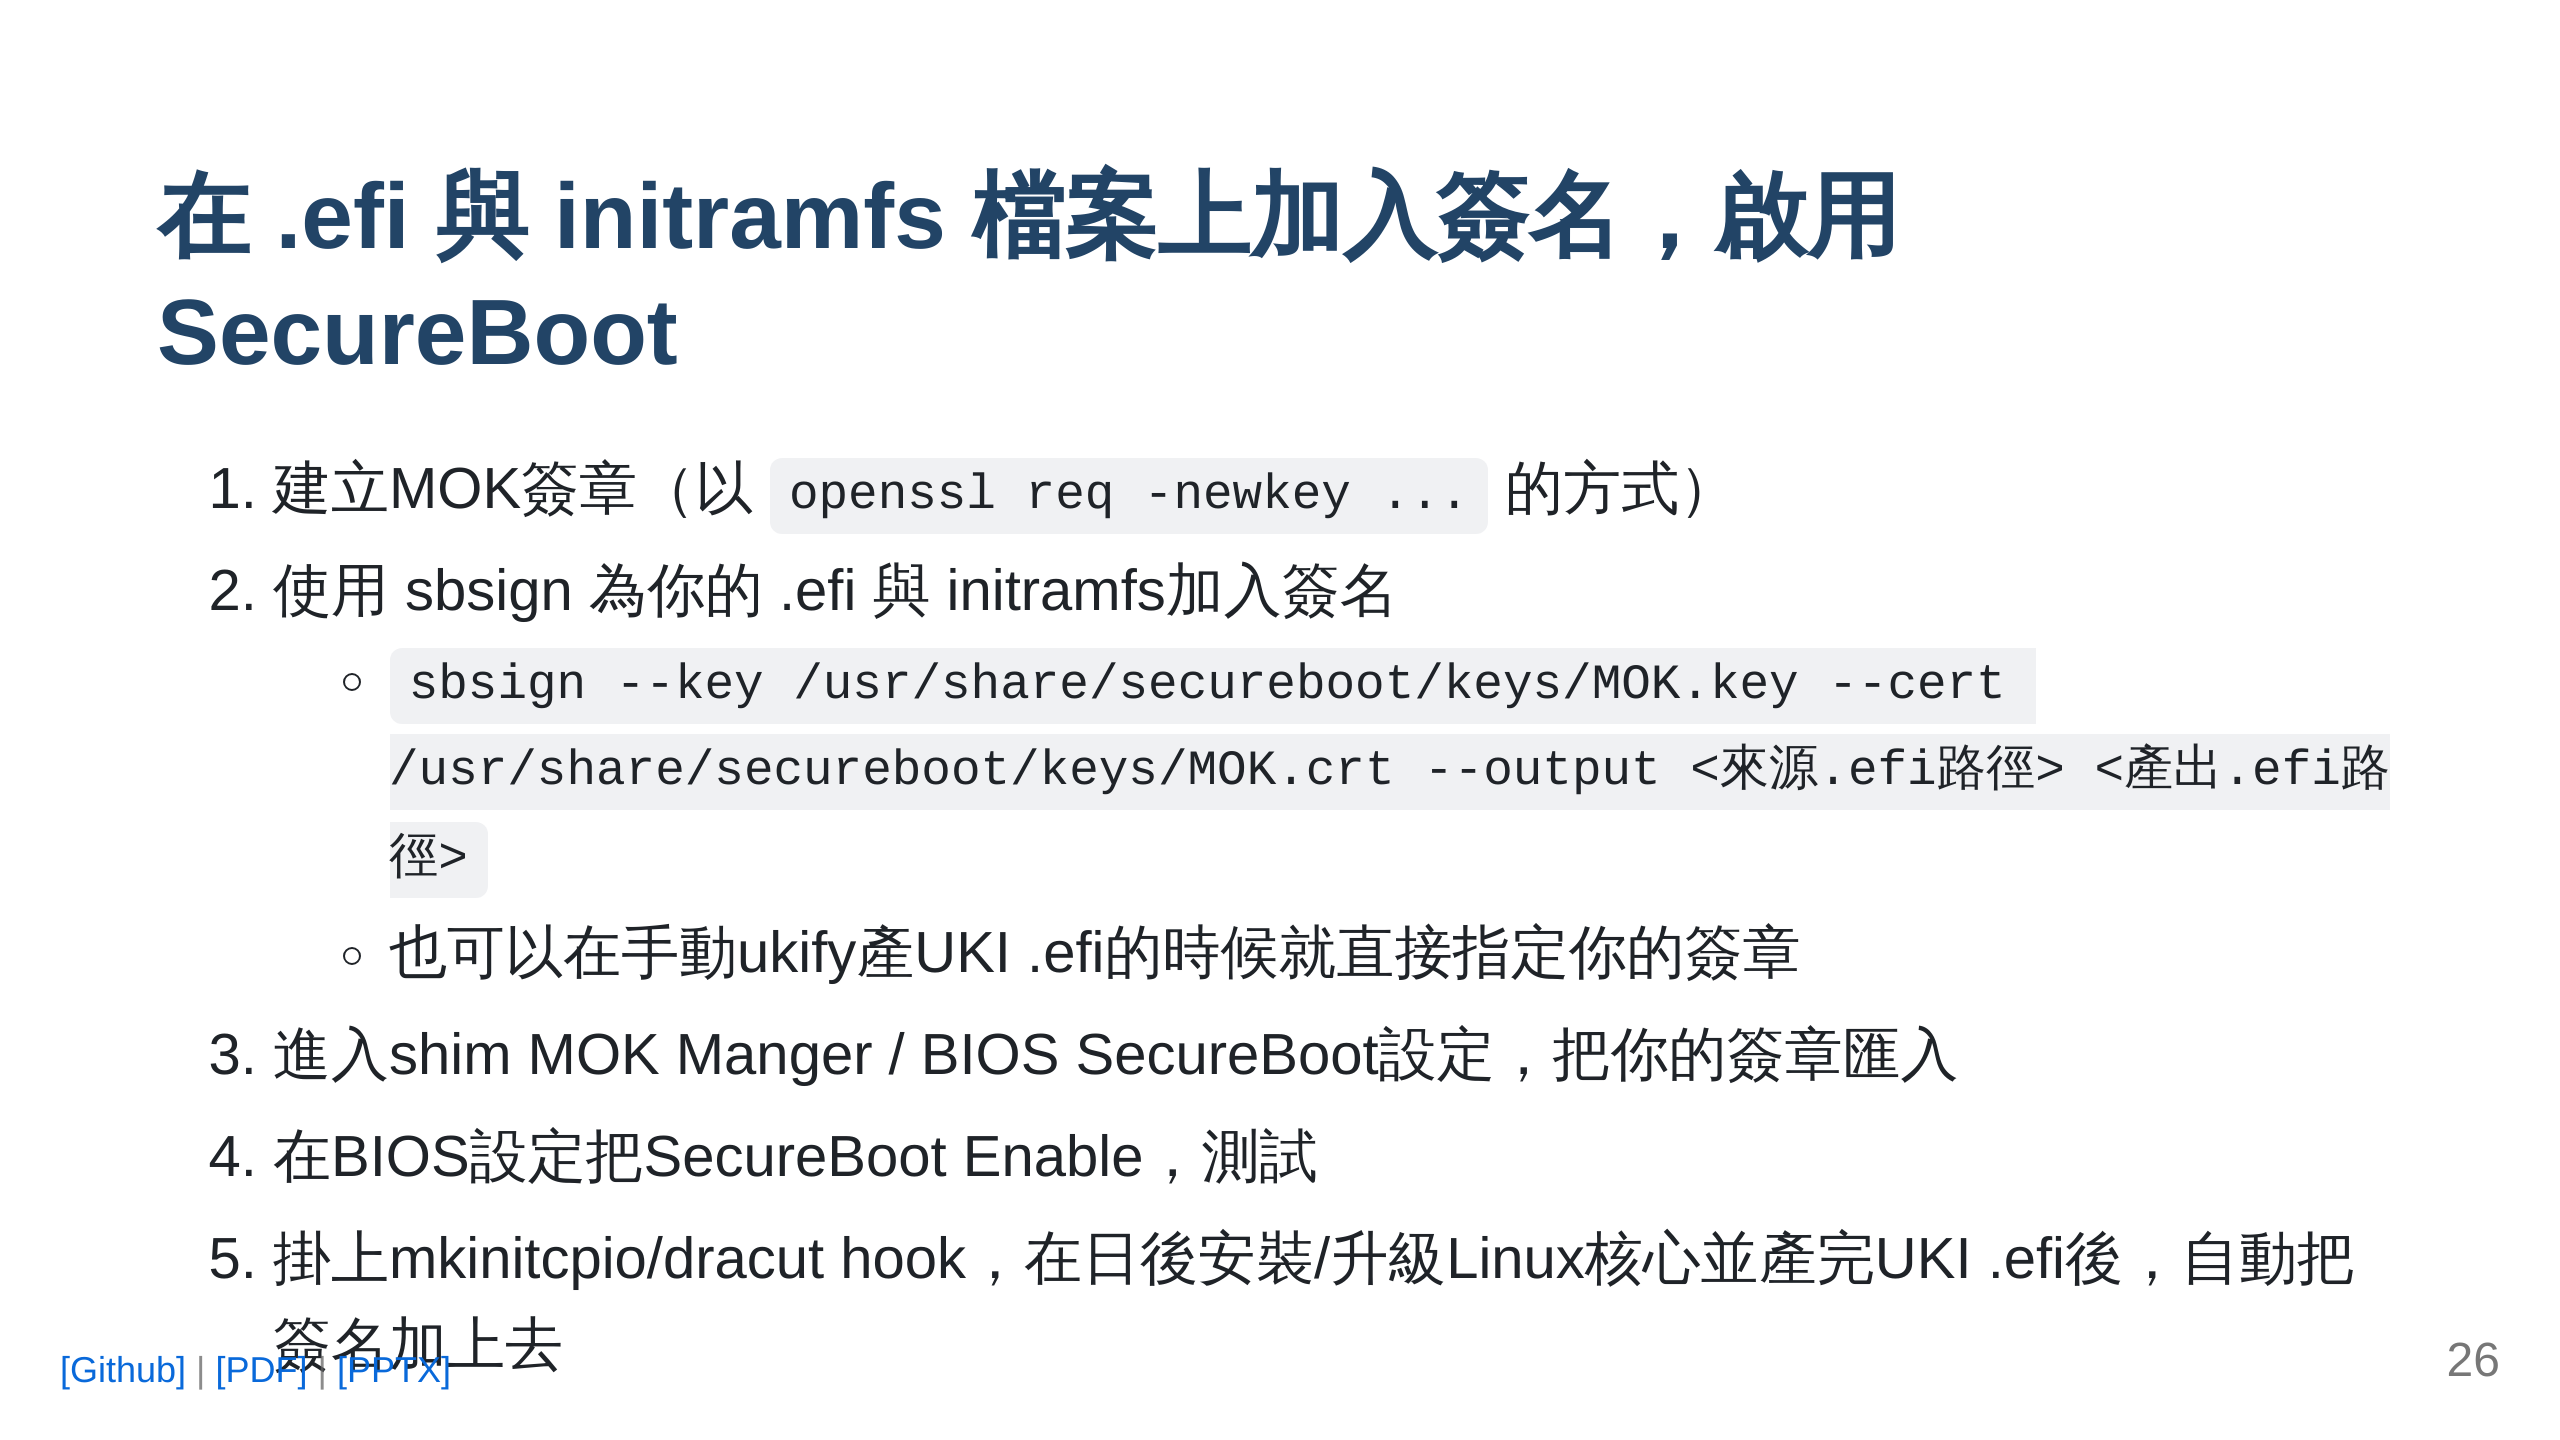 在 .efi 與 initramfs 檔案上加入簽名，啟用
SecureBoot
1. 建立MOK簽章（以 openssl req -newkey ... 的方式）
2. 使用 sbsign 為你的 .efi 與 initramfs加入簽名
sbsign --key /usr/share/secureboot/keys/MOK.key --cert
/usr/share/secureboot/keys/MOK.crt --output <來源.efi路徑> <產出.efi路
徑>
也可以在手動ukify產UKI .efi的時候就直接指定你的簽章
3. 進入shim MOK Manger / BIOS SecureBoot設定，把你的簽章匯入
4. 在BIOS設定把SecureBoot Enable，測試
5. 掛上mkinitcpio/dracut hook，在日後安裝/升級Linux核心並產完UKI .efi後，自動把
簽名加上去
[Github] | [PDF] | [PPTX]
26